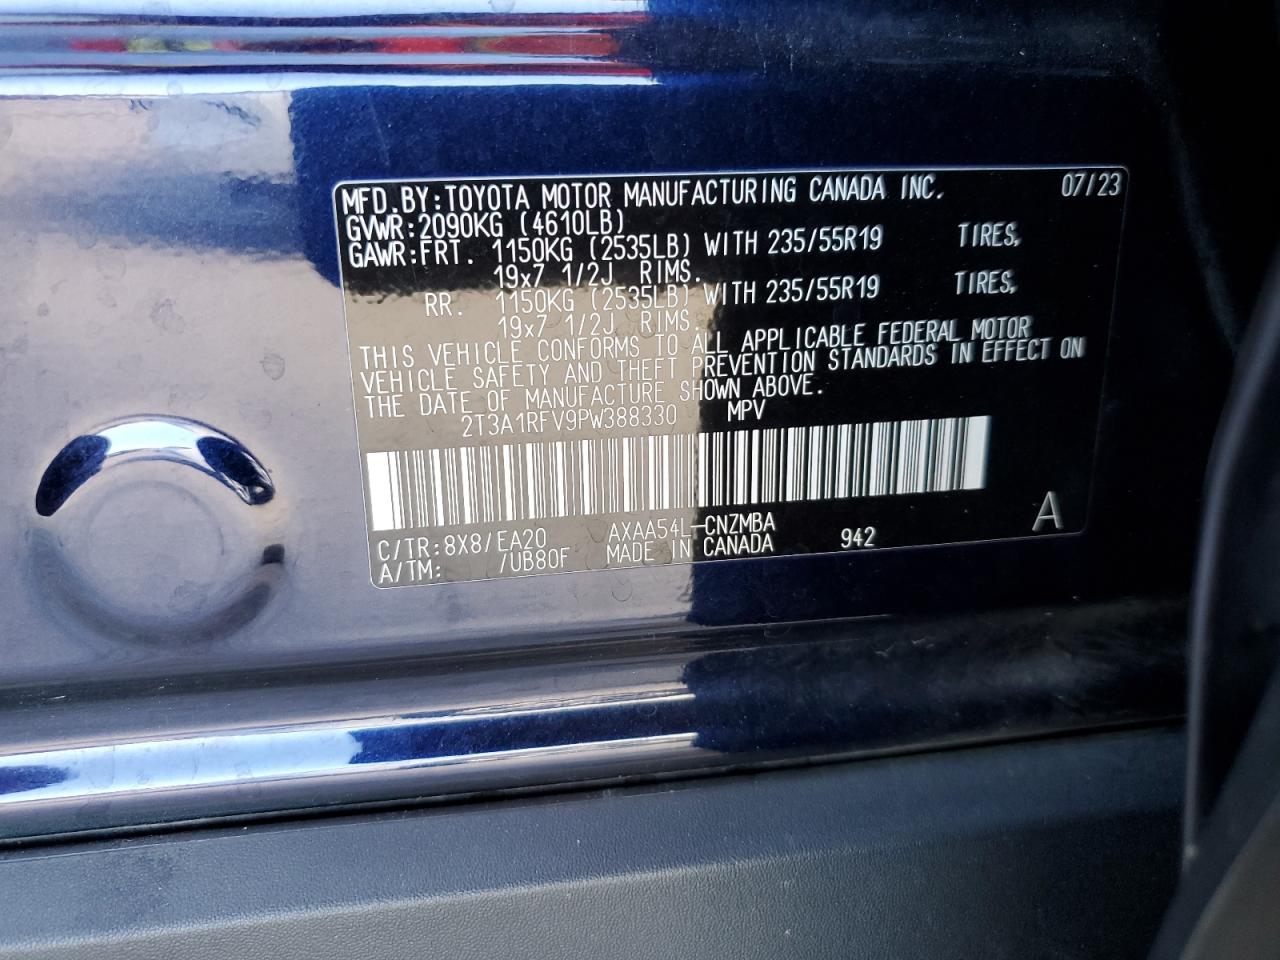 MFD.BY:TOYOTA MOTOR MANUFACTURING CANADA INC. 07/23
GVWR:2090KG (4610LB)
GAWR:FRT. 1150KG (2535LB) WITH 235/55R19 TIRES,
19x7 1/2J RIMS.
RR. 1150KG (2535LB) WITH 235/55R19 TIRES,
19x7 1/2J RIMS.
THIS VEHICLE CONFORMS TO ALL APPLICABLE FEDERAL MOTOR
VEHICLE SAFETY AND THEFT PREVENTION STANDARDS IN EFFECT ON
THE DATE OF MANUFACTURE SHOWN ABOVE.
2T3A1RFV9PW388330 MPV
C/TR:8X8/EA20 AXAA54L-CNZMBA 942 A
A/TM: /UB80F MADE IN CANADA